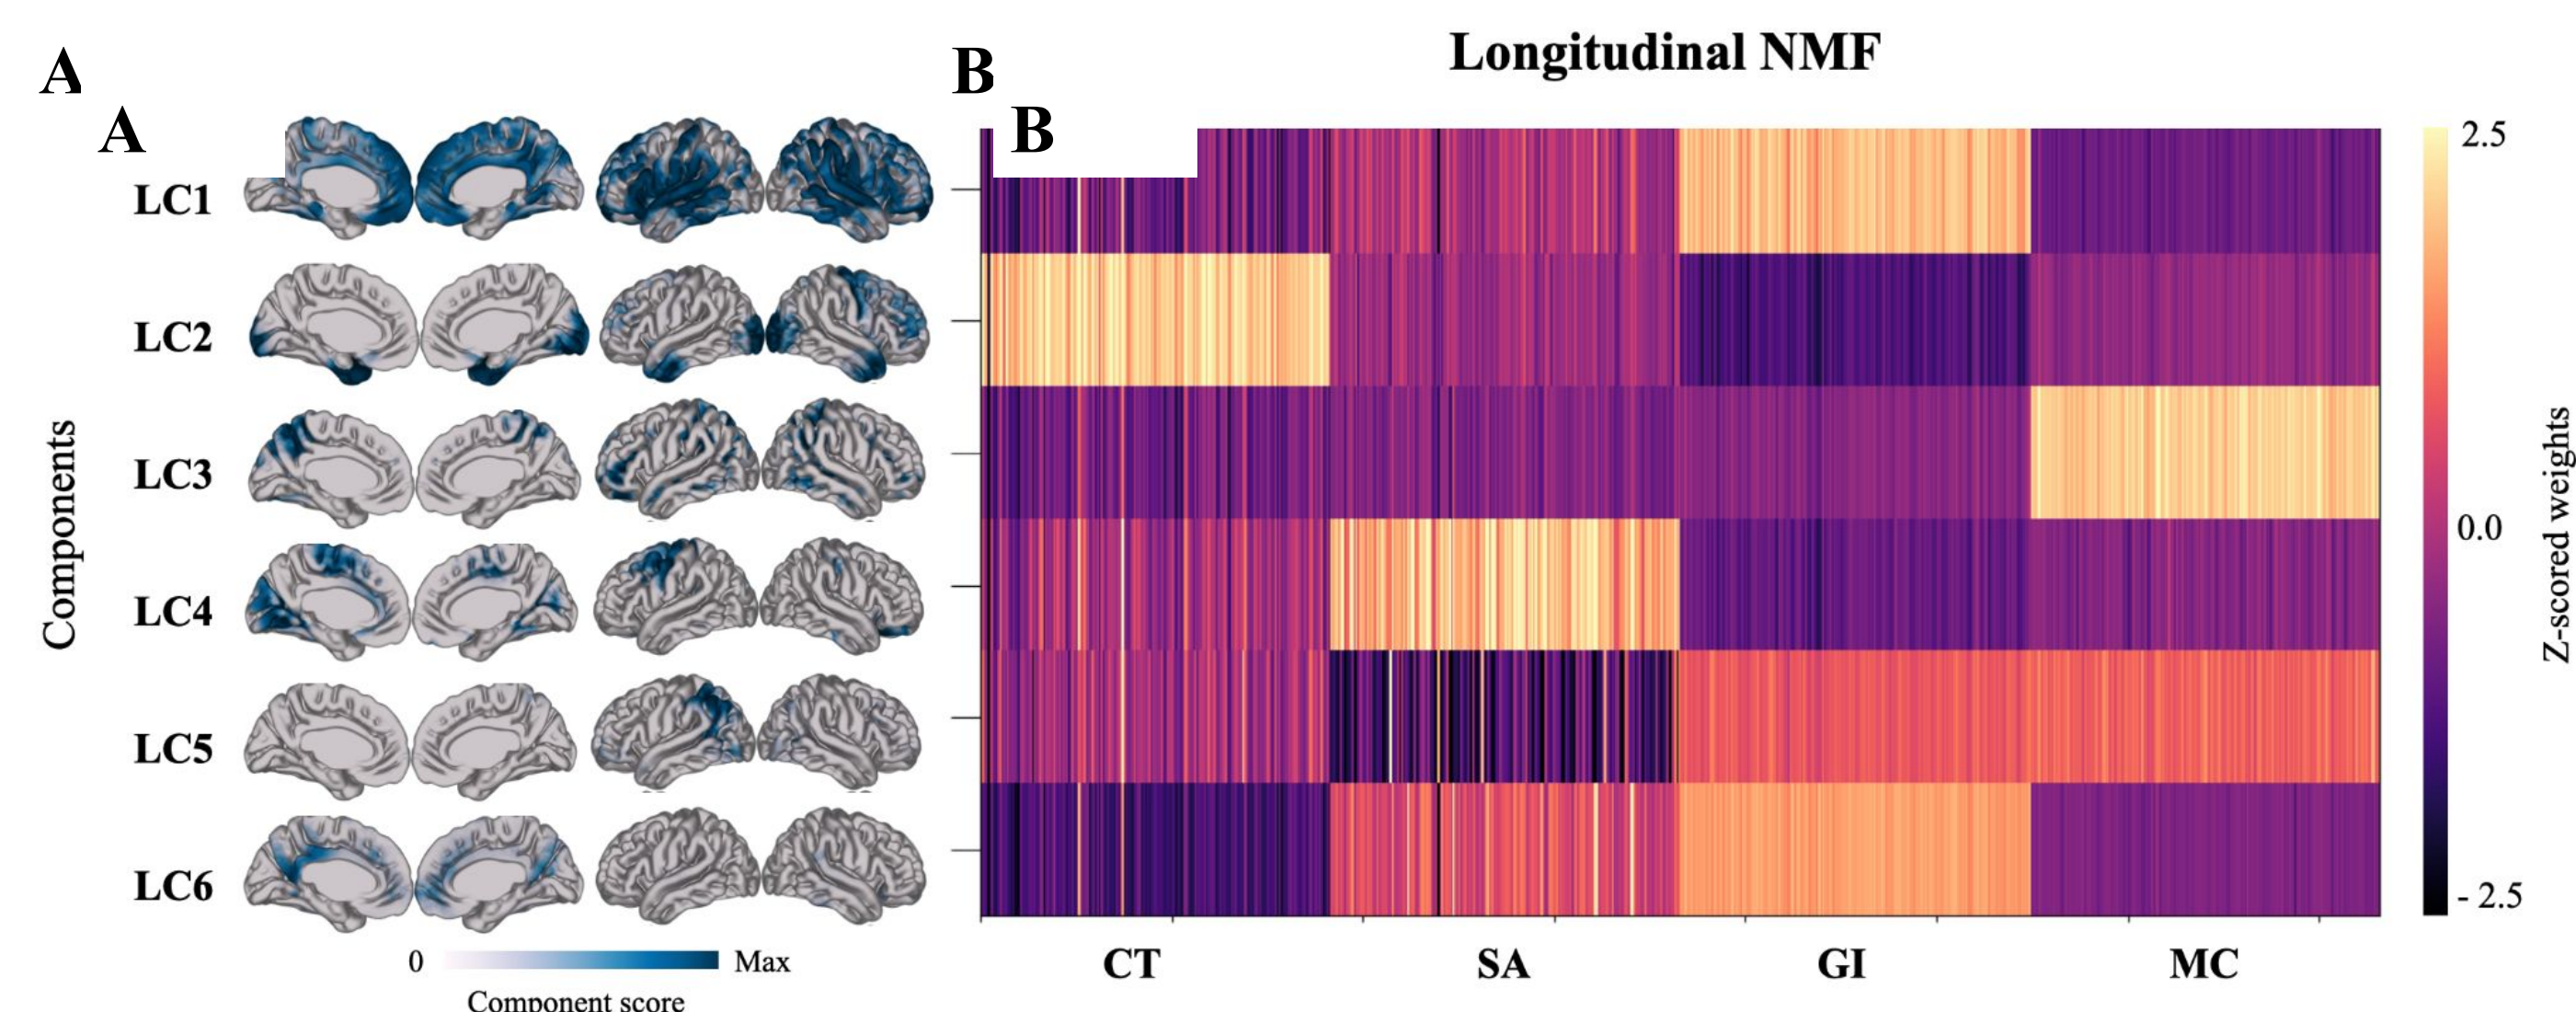 Longitudinal NMF
A
B
A
B
LC1
LC2
LC3
LC4
LC5
LC6
Components
0
Max
Component score
CT
SA
GI
MC
2.5
0.0
- 2.5
Z-scored weights